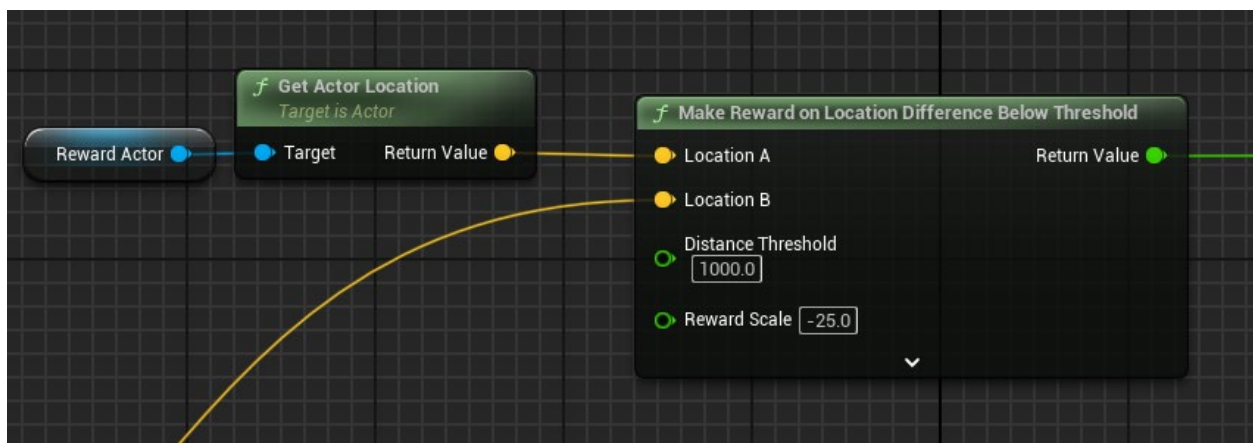 Get Actor Location
Target is Actor
Reward Actor
Target
Return Value
Make Reward on Location Difference Below Threshold
Location A
Return Value
Location B
Distance Threshold
1000.0
Reward Scale -25.0